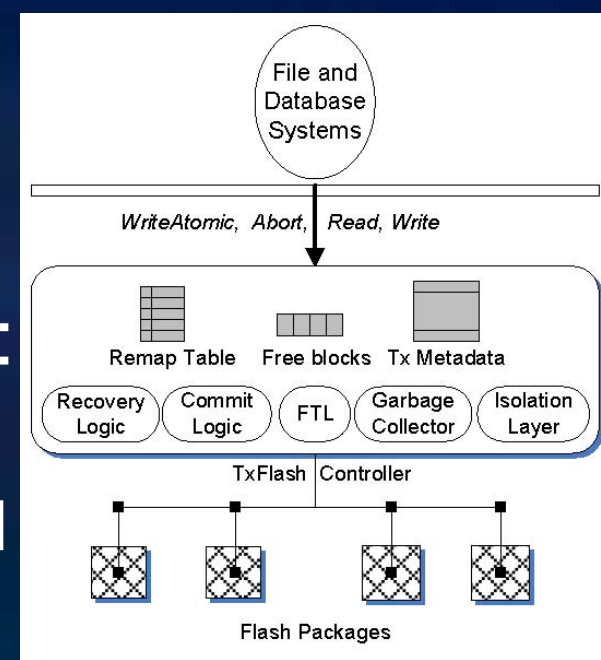 File and
Database
Systems
WriteAtomic, Abort, Read, Write
Remap Table Free blocks Tx Metadata
Recovery
Logic
Commit
Logic
FTL
Garbage
Collector
Isolation
Layer
TxFlash Controller
Flash Packages